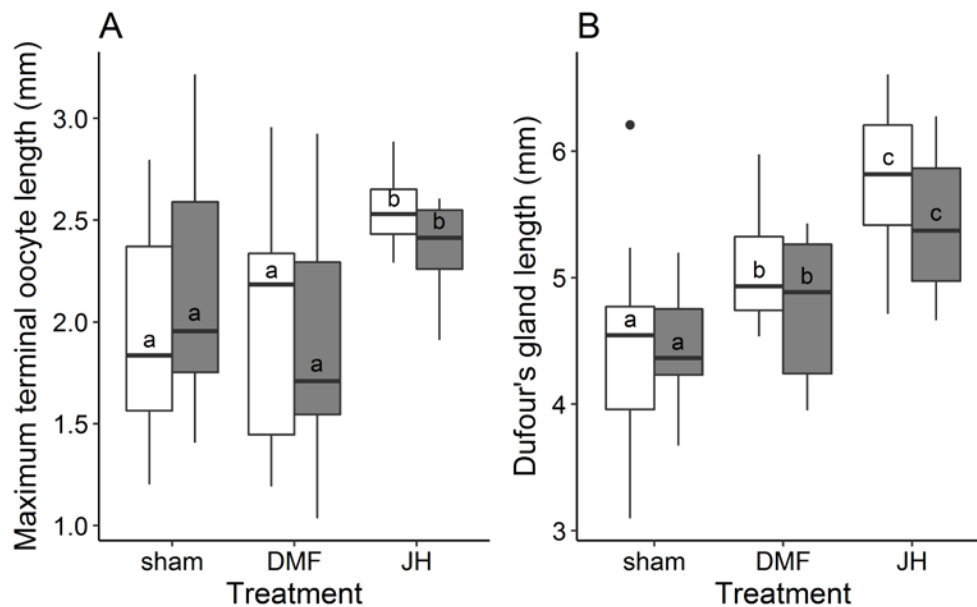 A
Maximum terminal oocyte length (mm)
3.0
2.5
2.0
1.5
1.0
a
a
a
a
b
b
sham DMF JH
Treatment
B
Dufour's gland length (mm)
6
5
4
3
a
a
b
b
c
c
sham DMF JH
Treatment